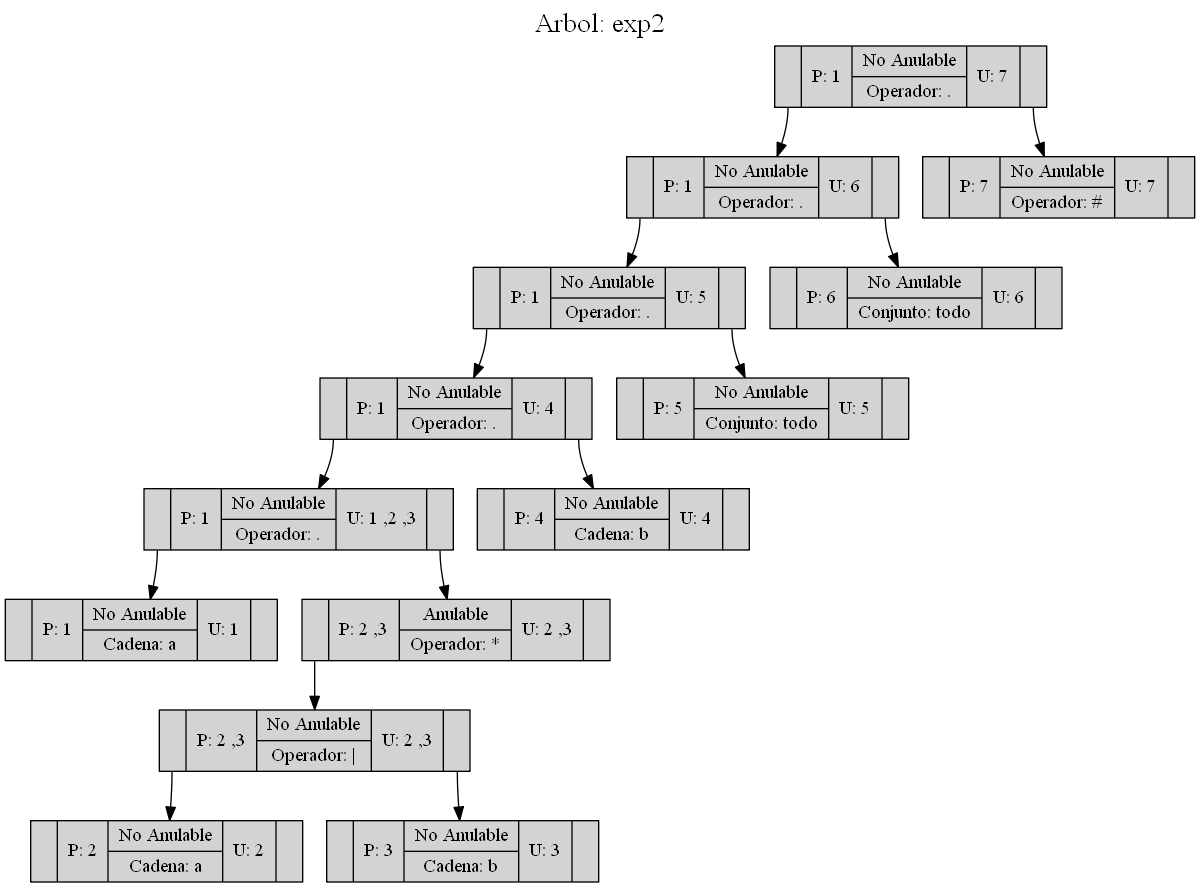 Arbol: exp2
No Anulable
P: 1
U: 7
Operador: .
No Anulable
P: 1
U: 6
Operador: .
No Anulable
P: 7
U: 7
Operador: #
No Anulable
P: 1
U: 5
Operador: .
No Anulable
P: 6
U: 6
Conjunto: todo
No Anulable
P: 1
U: 4
Operador: .
No Anulable
P: 5
U: 5
Conjunto: todo
No Anulable
P: 1
U: 1 ,2 ,3
Operador: .
No Anulable
P: 4
U: 4
Cadena: b
No Anulable
P: 1
U: 1
Cadena: a
Anulable
P: 2 ,3
U: 2 ,3
Operador: *
No Anulable
P: 2 ,3
U: 2 ,3
Operador: |
No Anulable
P: 2
U: 2
Cadena: a
No Anulable
P: 3
U: 3
Cadena: b